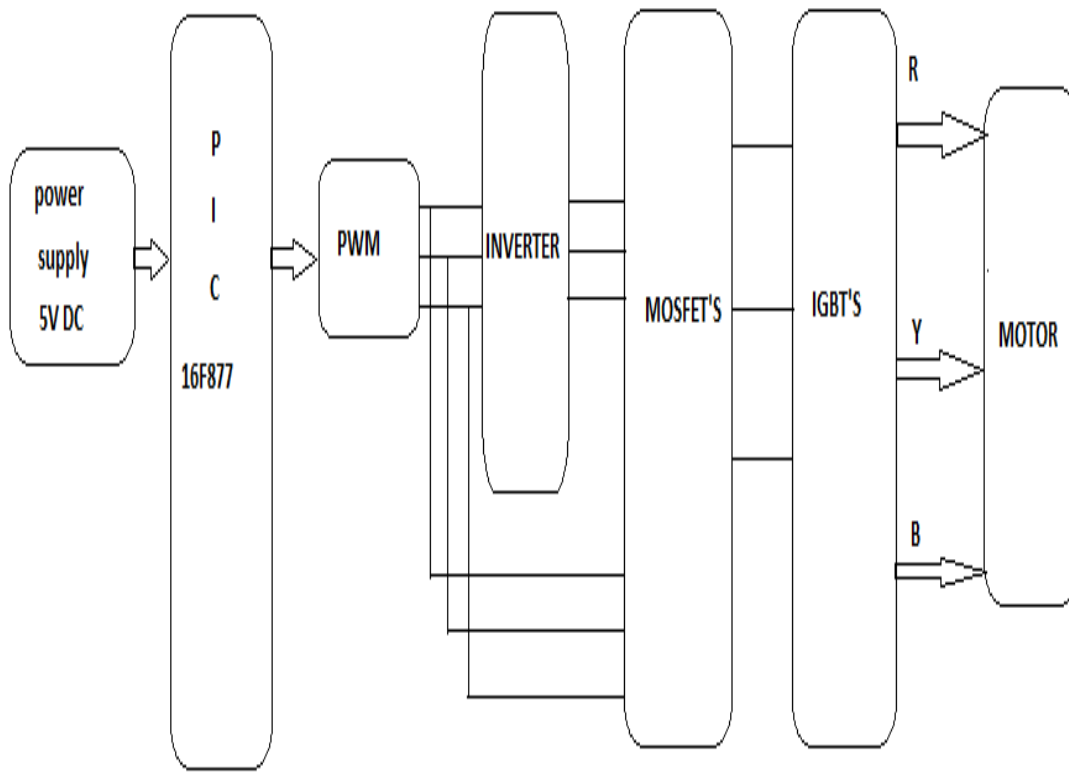 power
supply
5V DC
P
I
C
16F877
PWM
INVERTER
MOSFET'S
IGBT'S
R
Y
B
MOTOR